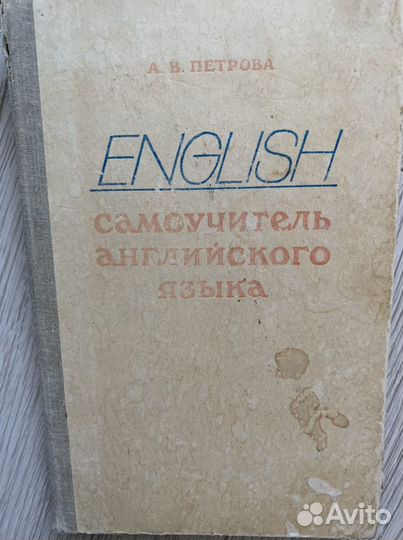 А. В. ПЕТРОВА
ENGLISH
САМОУЧИТЕЛЬ
АНГЛИЙСКОГО
ЯЗЫКА
Avito